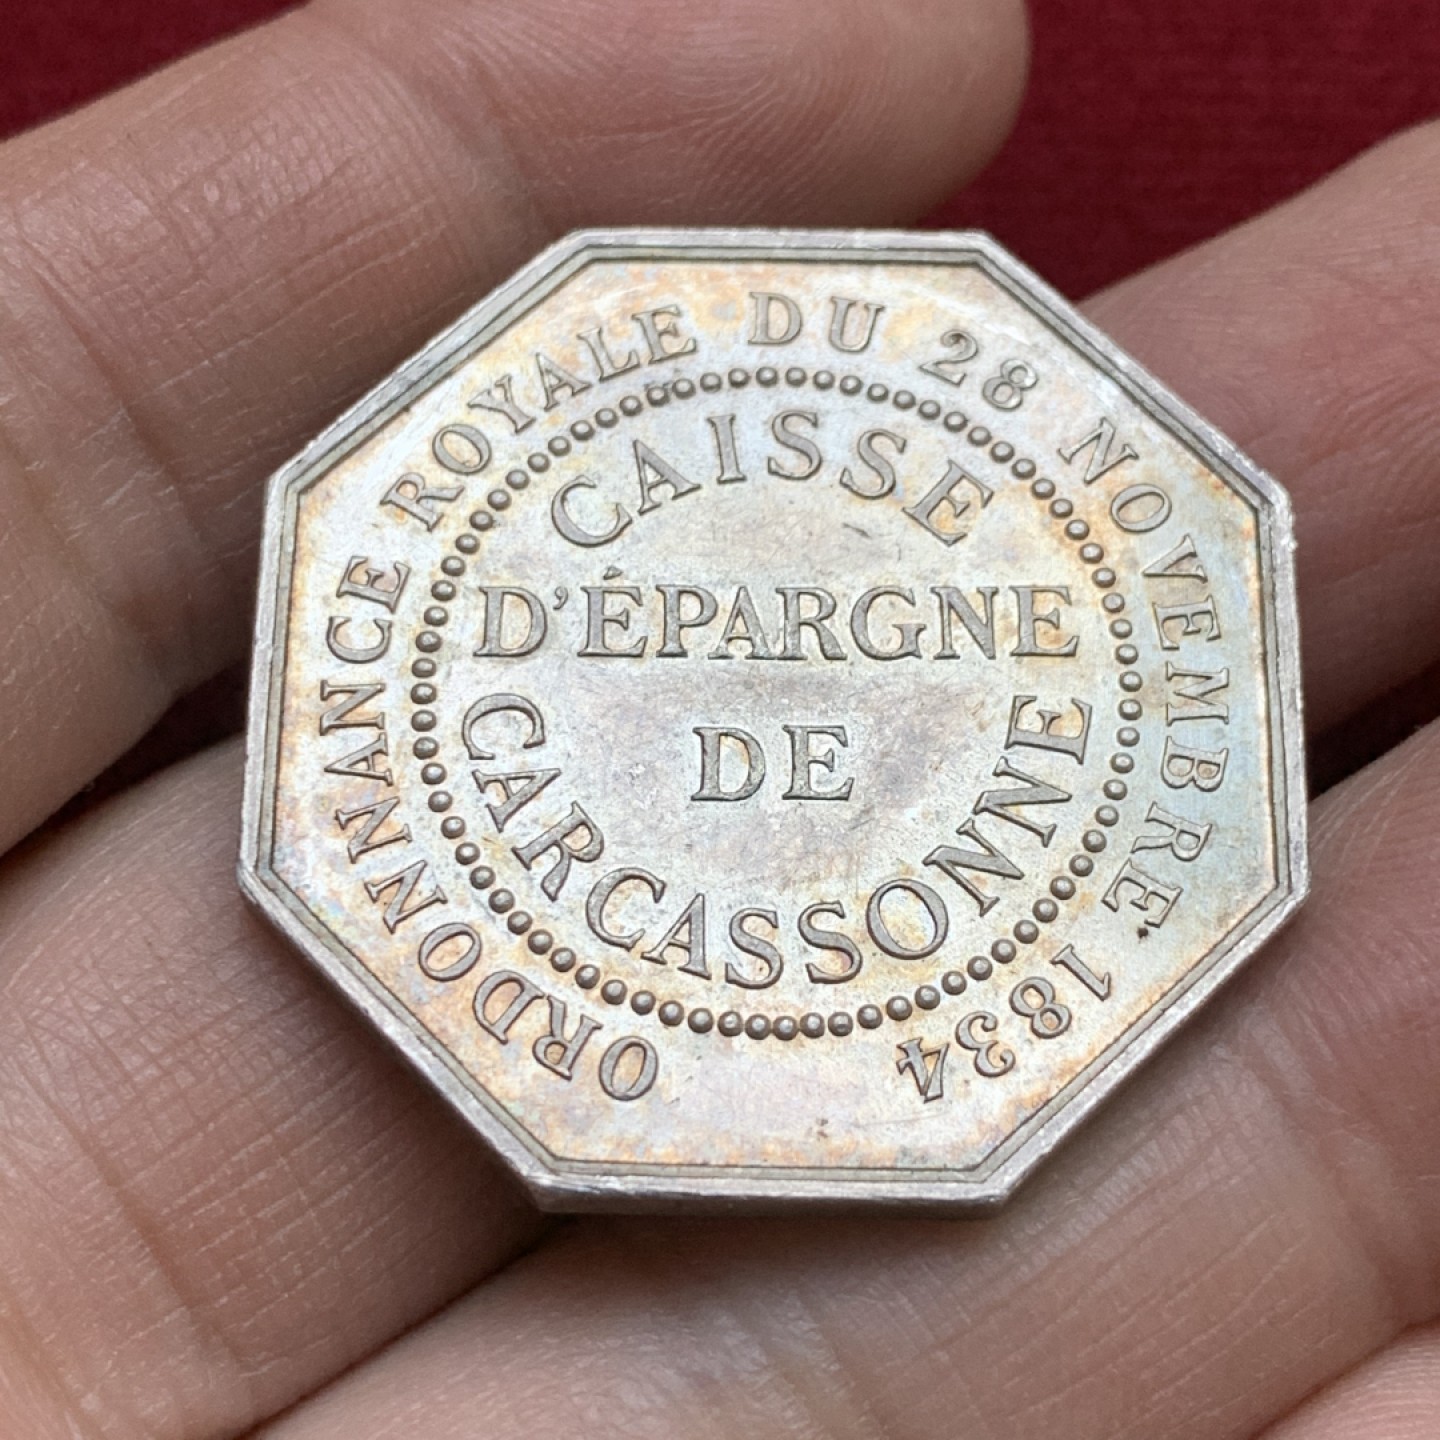 ORDONNANCE ROYALE DU 28 NOVEMBRE 1834
CAISSE
D'ÉPARGNE
DE
CARCASSONNE